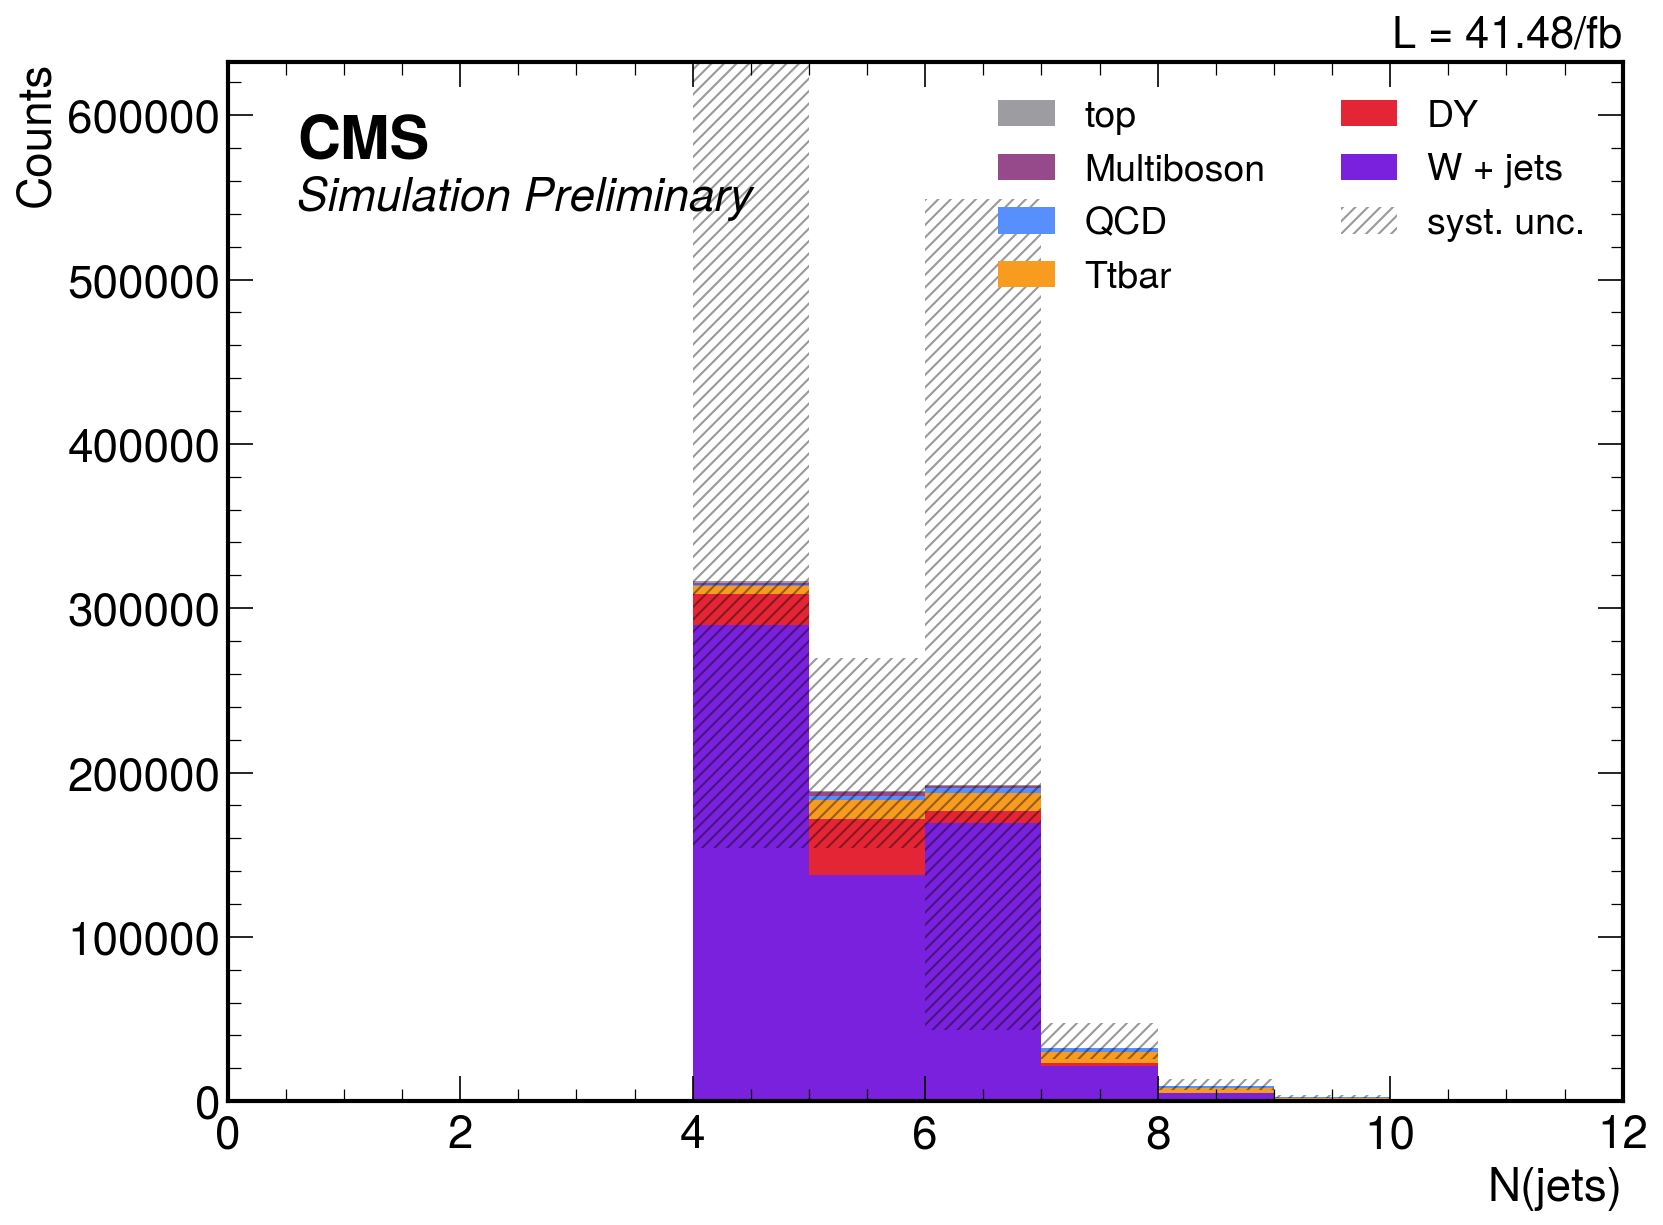 L = 41.48/fb
Counts
CMS
Simulation Preliminary
top
Multiboson
QCD
Ttbar
DY
W + jets
syst. unc.
600000
500000
400000
300000
200000
100000
0
0 2 4 6 8 10 12
N(jets)